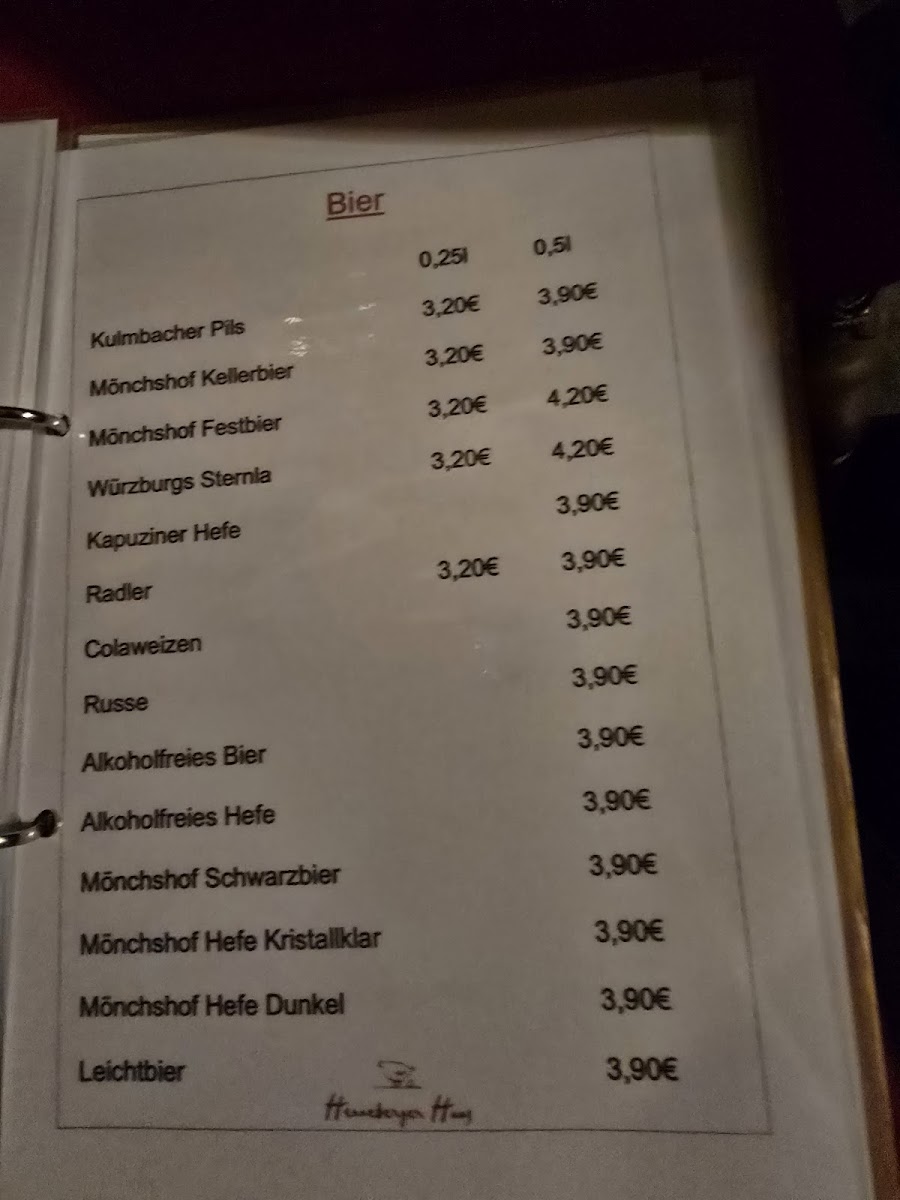 Bier
0,25l 0,5l
Kulmbacher Pils 3,20€ 3,90€
Mönchshof Kellerbier 3,20€ 3,90€
Mönchshof Festbier 3,20€ 4,20€
Würzburgs Sternla 3,20€ 4,20€
Kapuziner Hefe 3,90€
Radler 3,20€ 3,90€
Colaweizen 3,90€
Russe 3,90€
Alkoholfreies Bier 3,90€
Alkoholfreies Hefe 3,90€
Mönchshof Schwarzbier 3,90€
Mönchshof Hefe Kristallklar 3,90€
Mönchshof Hefe Dunkel 3,90€
Leichtbier 3,90€
Henneberger Haus